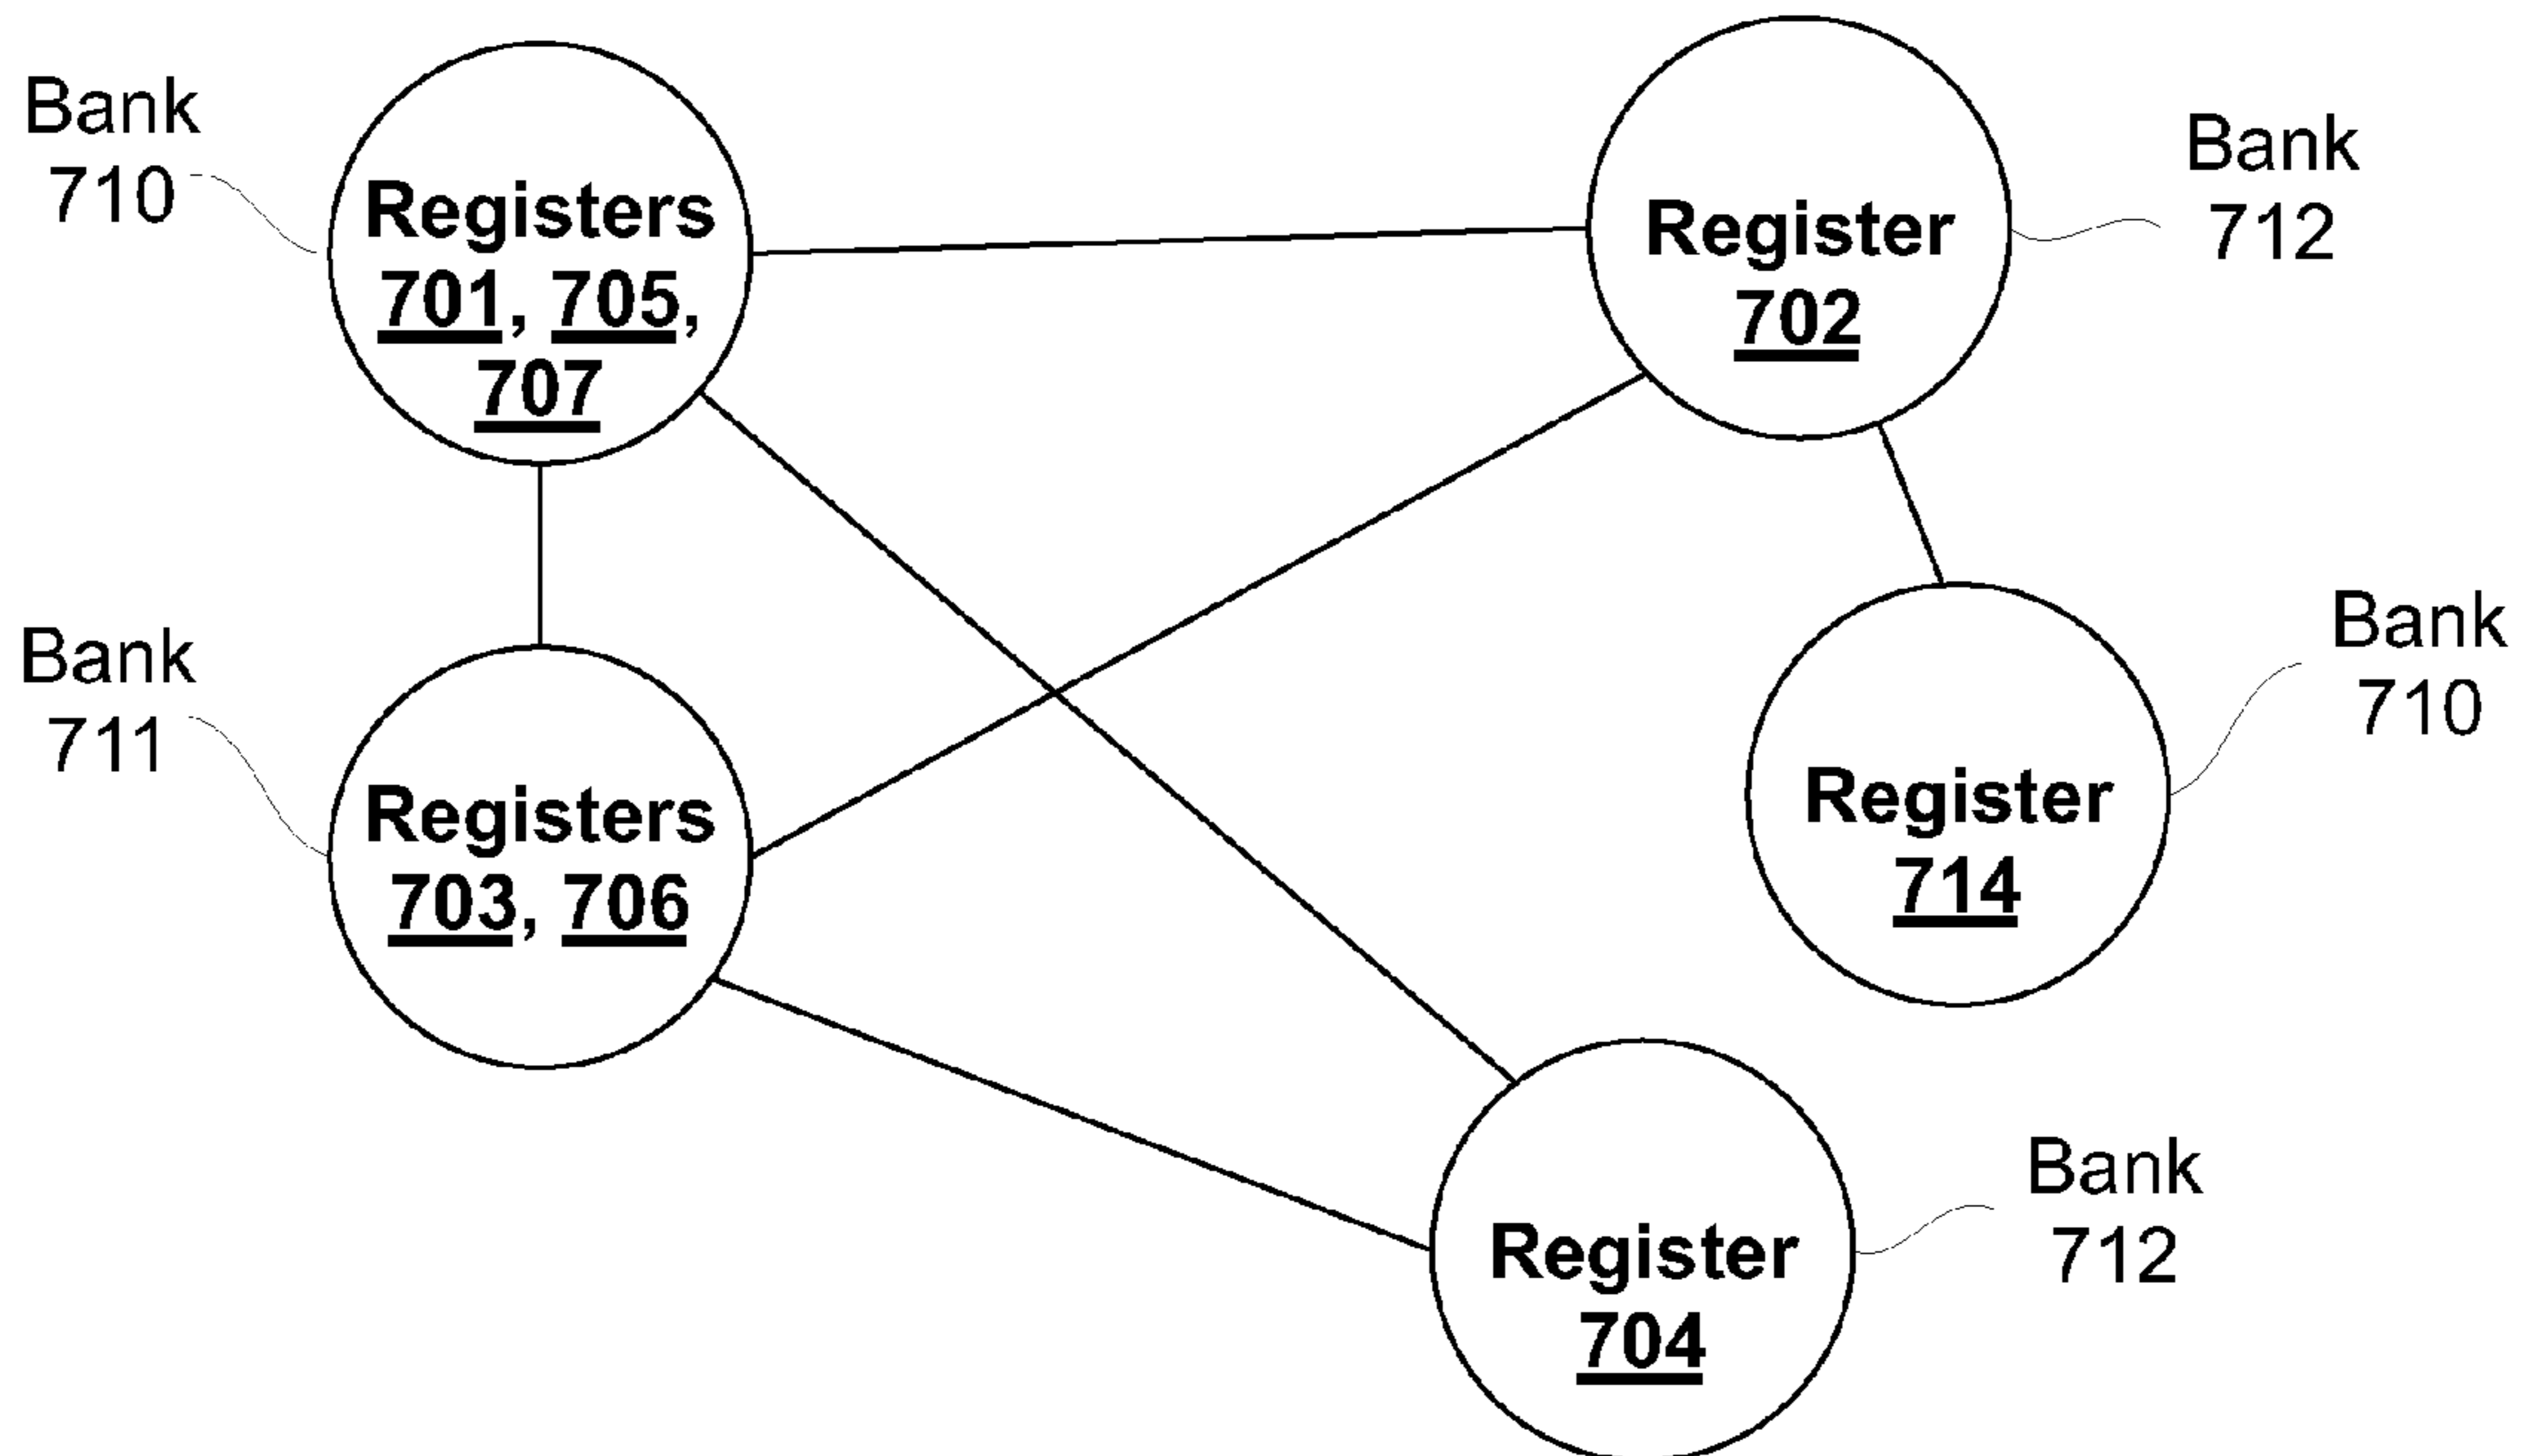 Bank
710
Registers
701, 705,
707
Register
702
Bank
712
Bank
711
Registers
703, 706
Register
714
Bank
710
Register
704
Bank
712